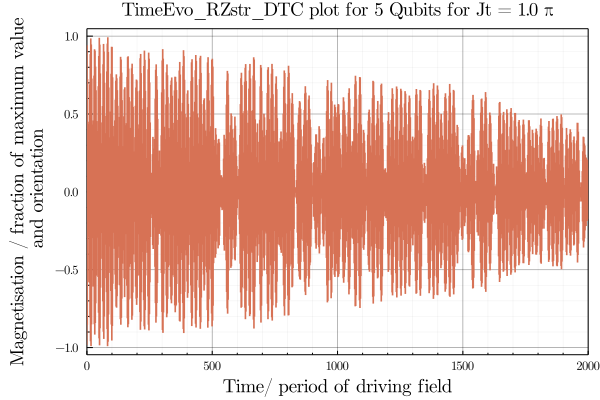 TimeEvo_RZstr_DTC plot for 5 Qubits for Jt = 1.0 π
Magnetisation / fraction of maximum value
and orientation
1.0
0.5
0.0
−0.5
−1.0
0 500 1000 1500 2000
Time/ period of driving field